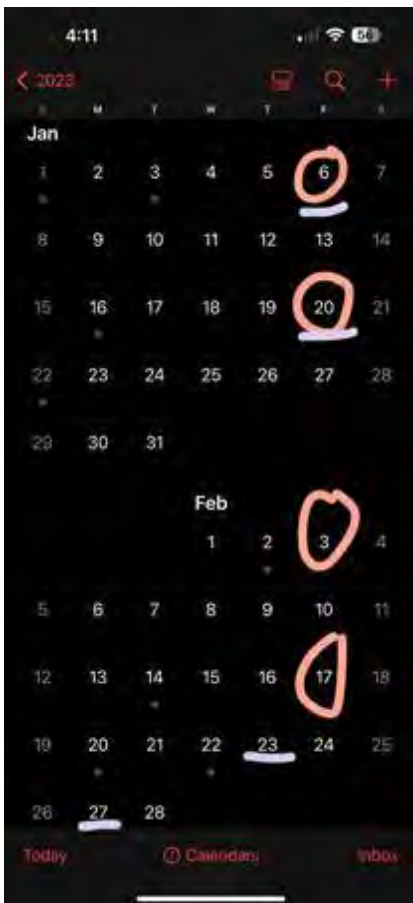 4:11 56
2023 +
S M T W T F S
Jan
1 2 3 4 5 6 7
8 9 10 11 12 13 14
15 16 17 18 19 20 21
22 23 24 25 26 27 28
29 30 31
Feb
1 2 3 4
5 6 7 8 9 10 11
12 13 14 15 16 17 18
19 20 21 22 23 24 25
26 27 28
Today Calendars Inbox